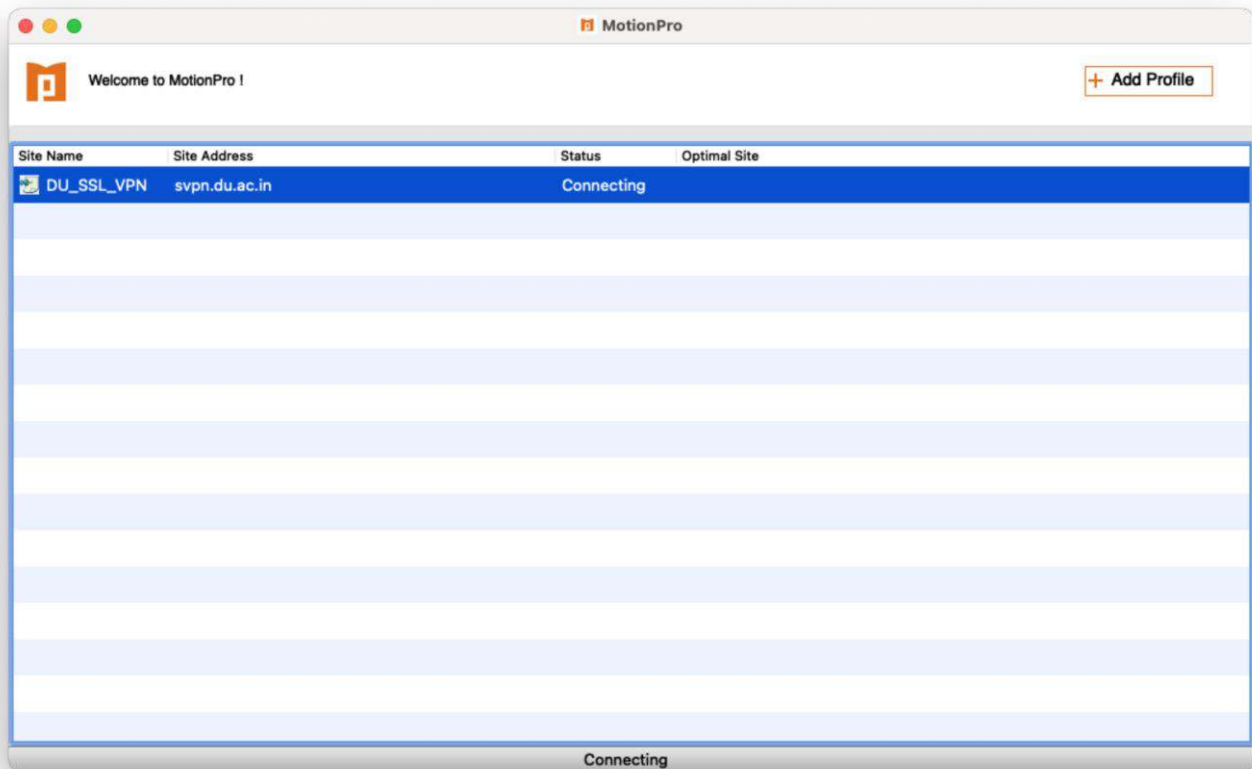 MotionPro
Welcome to MotionPro !
+ Add Profile
Site Name Site Address Status Optimal Site
DU_SSL_VPN svpn.du.ac.in Connecting
Connecting